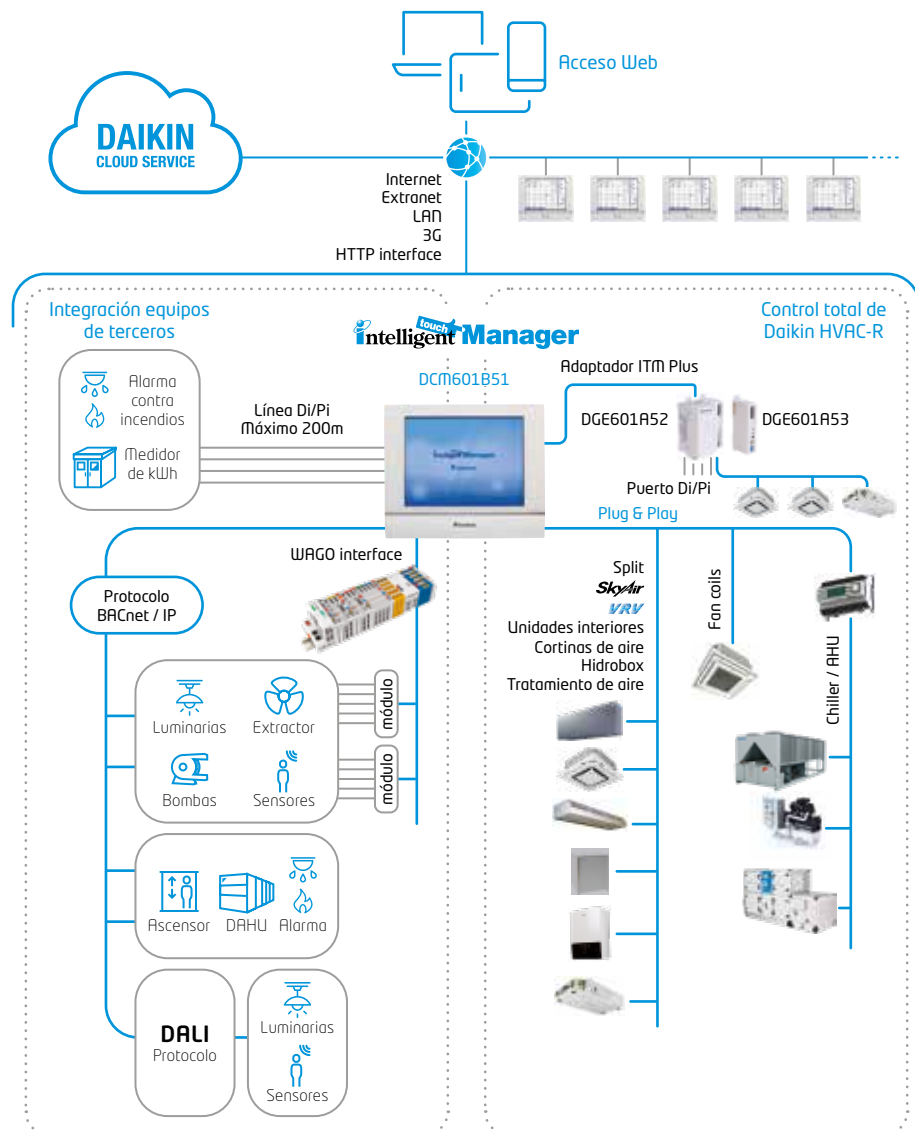 Acceso Web
DAIKIN
CLOUD SERVICE
Internet
Extranet
LAN
3G
HTTP interface
Integración equipos
de terceros
intelligent touch Manager
Control total de
Daikin HVAC-R
Alarma
contra
incendios
Medidor
de kWh
Línea Di/Pi
Máximo 200m
DCM601B51
Adaptador ITM Plus
DGE601A52
DGE601A53
Puerto Di/Pi
Plug & Play
WAGO interface
Protocolo
BACnet / IP
Split
SkyAir
VRV
Unidades interiores
Cortinas de aire
Hidrobox
Tratamiento de aire
Fan coils
Chiller / AHU
Luminarias
Extractor
módulo
Bombas
Sensores
módulo
Ascensor
DAHU
Alarma
DALI
Protocolo
Luminarias
Sensores